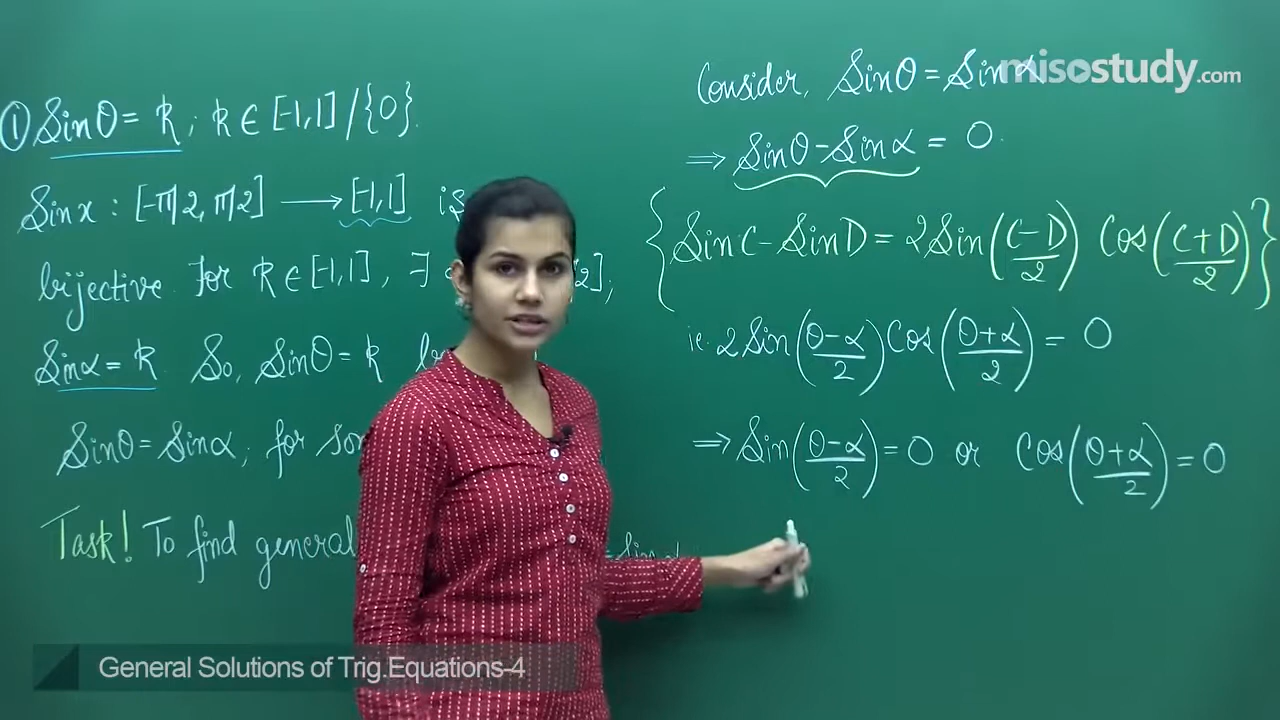 ① Sinθ = k ; k ∈ [-1,1] / {0}.
Sinx : [-π/2, π/2] ⟶ [-1,1] is
bijective. For k ∈ [-1,1] , ∃ 2];
Sinα = k So, Sinθ = k
Sinθ = Sinα, for
Task! To find general = Sin α
misostudy.com
Consider, Sinθ = Sinα
⇒ Sinθ - Sinα = 0.
{ SinC - SinD = 2Sin((C-D)/2) Cos((C+D)/2) }
ie. 2Sin((θ-α)/2) Cos((θ+α)/2) = 0
⇒ Sin((θ-α)/2) = 0 or Cos((θ+α)/2) = 0
General Solutions of Trig.Equations-4